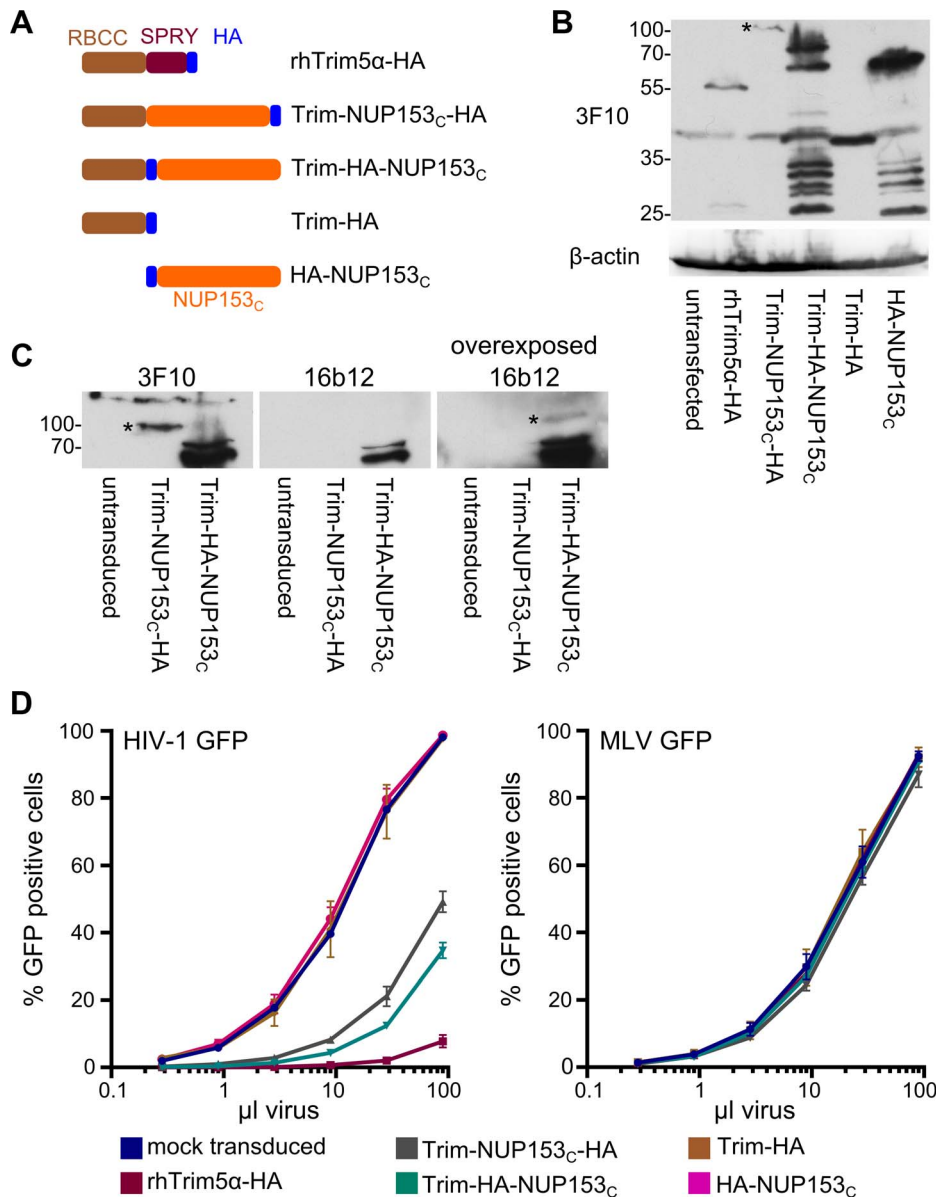 A
RBCC SPRY HA
rhTrim5α-HA
Trim-NUP153C-HA
Trim-HA-NUP153C
Trim-HA
HA-NUP153C
NUP153C
B
3F10
100-
70-
55-
35-
25-
*
β-actin
untransfected
rhTrim5α-HA
Trim-NUP153C-HA
Trim-HA-NUP153C
Trim-HA
HA-NUP153C
C
3F10
16b12
overexposed
16b12
100-
70-
*
*
untransduced
Trim-NUP153C-HA
Trim-HA-NUP153C
untransduced
Trim-NUP153C-HA
Trim-HA-NUP153C
untransduced
Trim-NUP153C-HA
Trim-HA-NUP153C
D
HIV-1 GFP
% GFP positive cells
100
80
60
40
20
0
0.1 1 10 100
µl virus
MLV GFP
% GFP positive cells
100
80
60
40
20
0
0.1 1 10 100
µl virus
mock transduced
Trim-NUP153C-HA
Trim-HA
rhTrim5α-HA
Trim-HA-NUP153C
HA-NUP153C